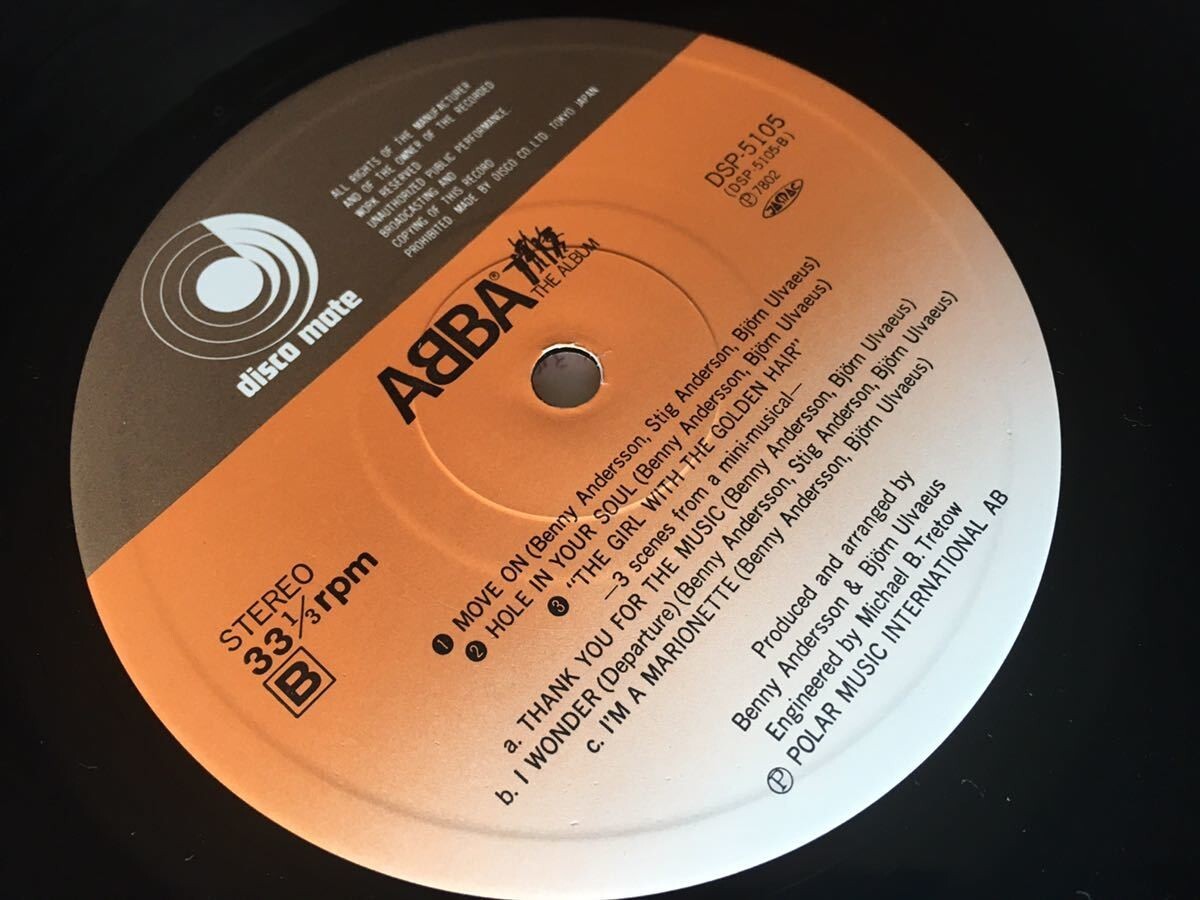 ALL RIGHTS OF THE MANUFACTURER
AND OF THE OWNER OF THE RECORDED
WORK RESERVED
UNAUTHORIZED PUBLIC PERFORMANCE.
BROADCASTING AND
COPYING OF THIS RECORD
PROHIBITED MADE BY DISCO CO. LTD. TOKYO JAPAN
disco mate
ABBA®
THE ALBUM
DSP-5105
(DSP-5105-B)
Ⓟ7802
JASRAC
STEREO
33 1/3 rpm
B
❶ MOVE ON (Benny Andersson, Stig Anderson, Björn Ulvaeus)
❷ HOLE IN YOUR SOUL (Benny Andersson, Björn Ulvaeus)
❸ "THE GIRL WITH THE GOLDEN HAIR"
—3 scenes from a mini-musical—
a. THANK YOU FOR THE MUSIC (Benny Andersson, Björn Ulvaeus)
b. I WONDER (Departure) (Benny Andersson, Stig Anderson, Björn Ulvaeus)
c. I'M A MARIONETTE (Benny Andersson, Björn Ulvaeus)
Produced and arranged by
Benny Andersson & Björn Ulvaeus
Engineered by Michael B. Tretow
Ⓟ POLAR MUSIC INTERNATIONAL AB